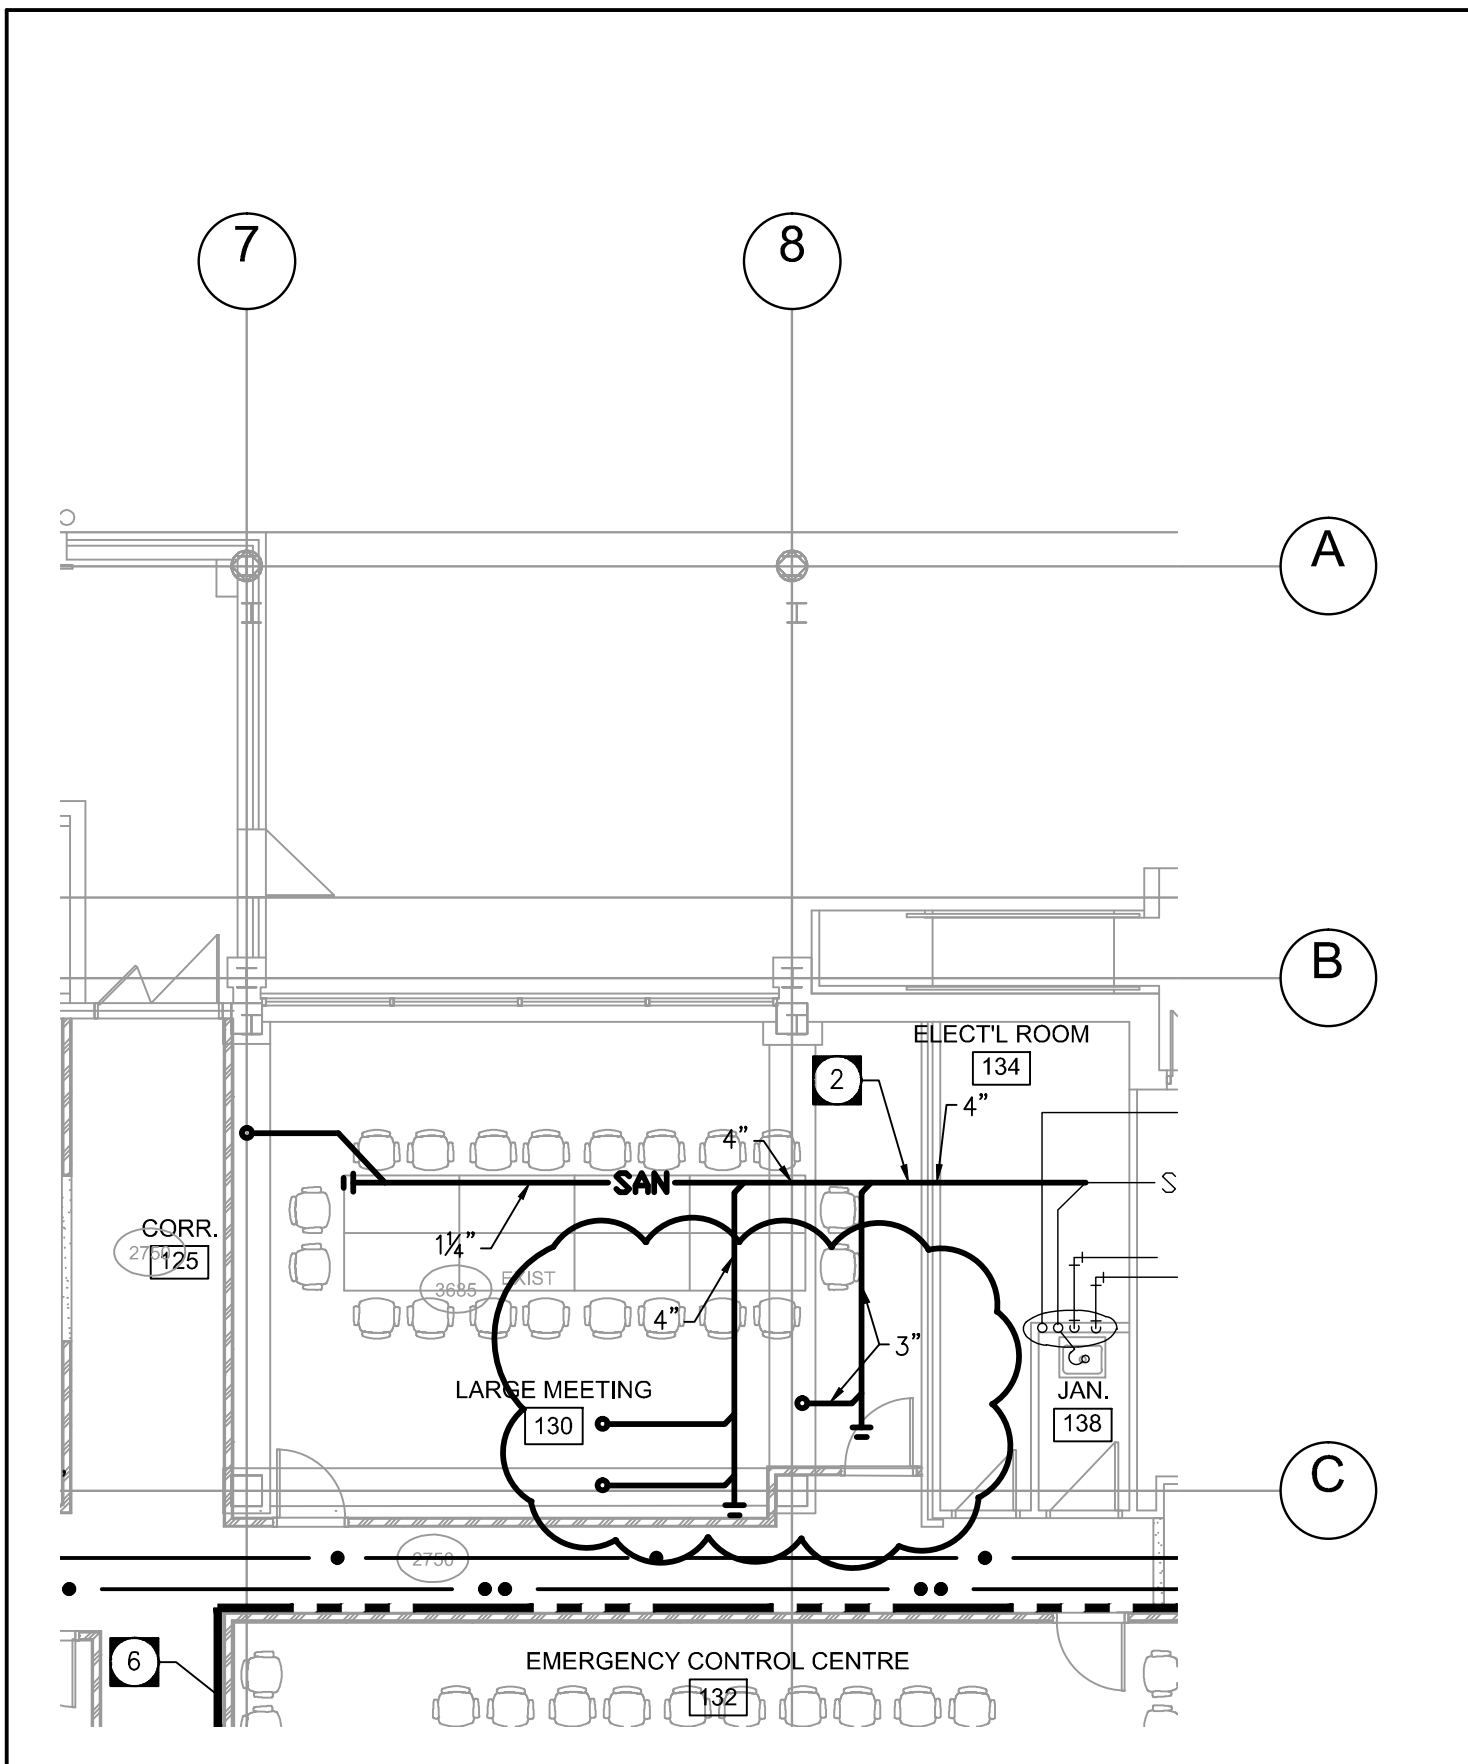 7
8
A
B
ELECT'L ROOM
134
2
4”
4”
SAN
S
CORR.
125
2750
1¼”
EXIST
3685
4”
3”
LARGE MEETING
130
JAN.
138
C
2750
6
EMERGENCY CONTROL CENTRE
132